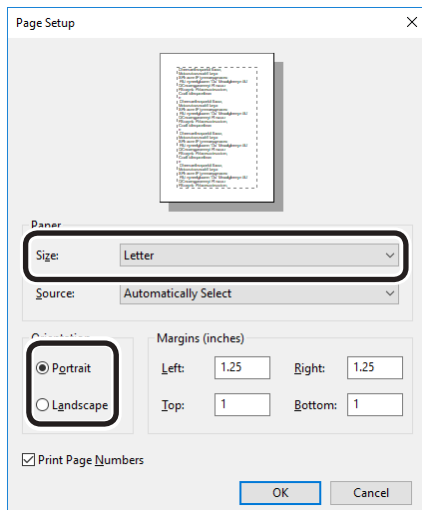 Page Setup
Paper
Size: Letter
Source: Automatically Select
Orientation Margins (inches)
Portrait Left: 1.25 Right: 1.25
Landscape Top: 1 Bottom: 1
Print Page Numbers
OK Cancel